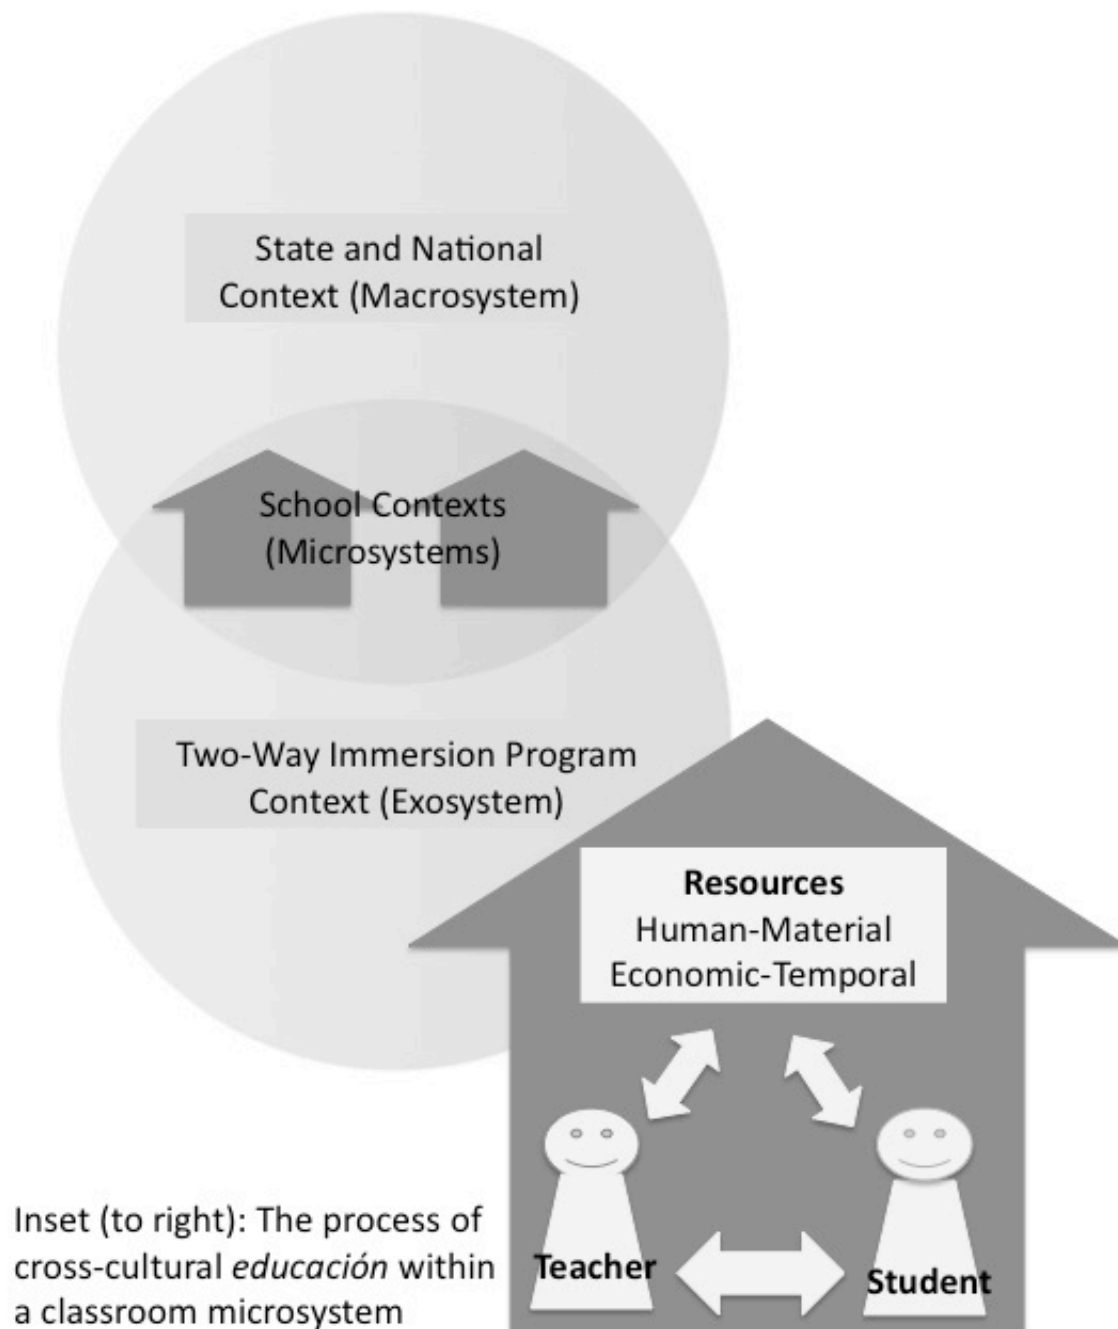 State and National
Context (Macrosystem)
School Contexts
(Microsystems)
Two-Way Immersion Program
Context (Exosystem)
Resources
Human-Material
Economic-Temporal
Teacher
Student
Inset (to right): The process of
cross-cultural educación within
a classroom microsystem